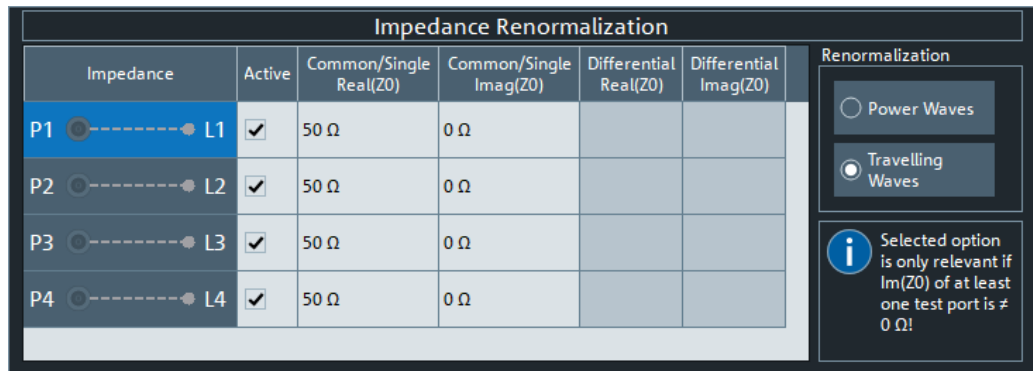 Impedance Renormalization
Impedance Active Common/Single Real(Z0) Common/Single Imag(Z0) Differential Real(Z0) Differential Imag(Z0)
P1 L1 50 Ω 0 Ω
P2 L2 50 Ω 0 Ω
P3 L3 50 Ω 0 Ω
P4 L4 50 Ω 0 Ω
Renormalization
Power Waves
Travelling
Waves
i
Selected option
is only relevant if
Im(Z0) of at least
one test port is ≠
0 Ω!